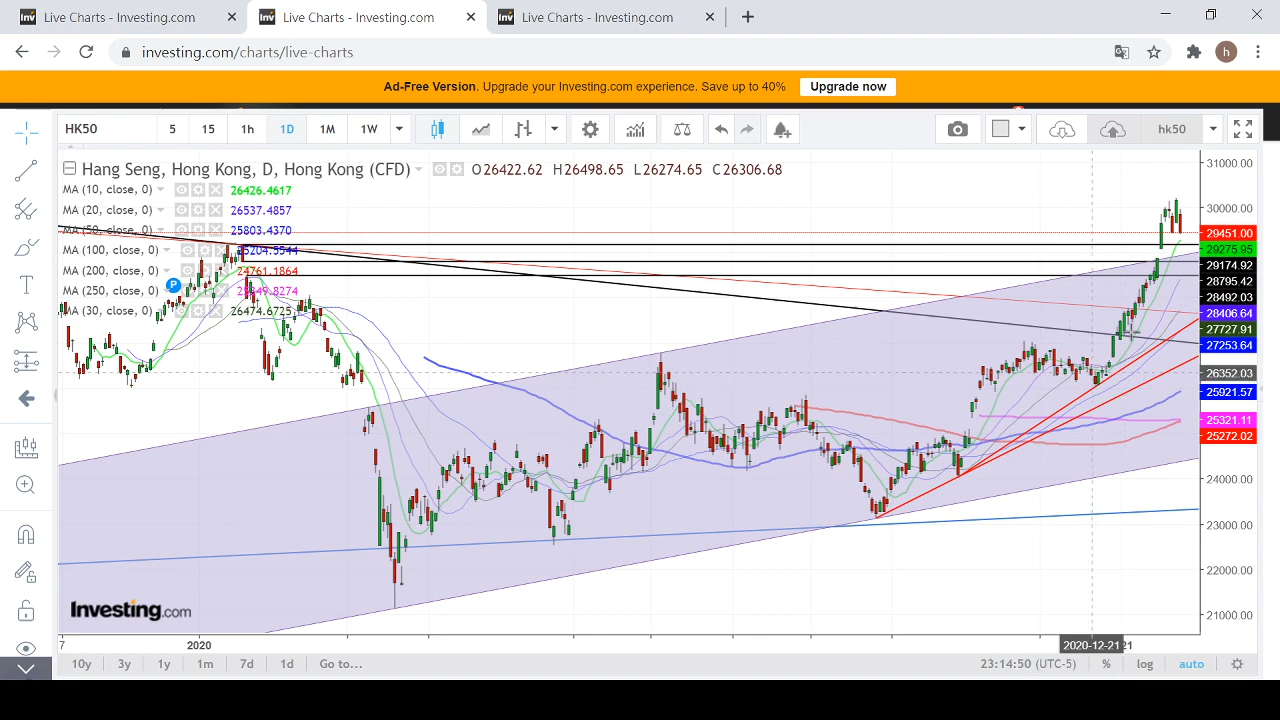 Live Charts - Investing.com
Live Charts - Investing.com
Live Charts - Investing.com
investing.com/charts/live-charts
h
Ad-Free Version. Upgrade your Investing.com experience. Save up to 40% Upgrade now
HK50 5 15 1h 1D 1M 1W hk50
Hang Seng, Hong Kong, D, Hong Kong (CFD) O26422.62 H26498.65 L26274.65 C26306.68
MA (10, close, 0) 26426.4617
MA (20, close, 0) 26537.4857
MA (50, close, 0) 25803.4370
MA (100, close, 0) 25204.5544
MA (200, close, 0) 24761.1864
MA (250, close, 0)
MA (30, close, 0) 26474.6725
P
31000.00
30000.00
29451.00
29275.95
29174.92
28795.42
28492.03
28406.64
27727.91
27253.64
26352.03
25921.57
25321.11
25272.02
24000.00
23000.00
22000.00
21000.00
Investing.com
7 2020 2020-12-21 21
10y 3y 1y 1m 7d 1d Go to... 23:14:50 (UTC-5) % log auto